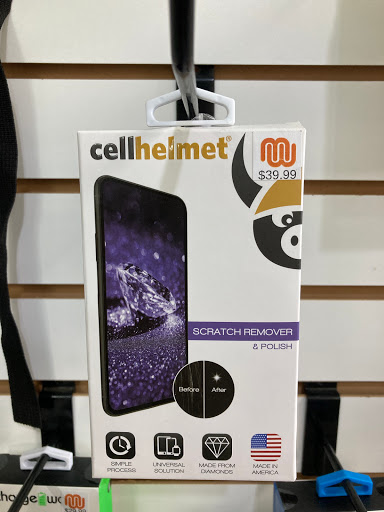 cellhelmet®
$39.99
SCRATCH REMOVER
& POLISH
Before
After
SIMPLE
PROCESS
UNIVERSAL
SOLUTION
MADE FROM
DIAMONDS
MADE IN
AMERICA